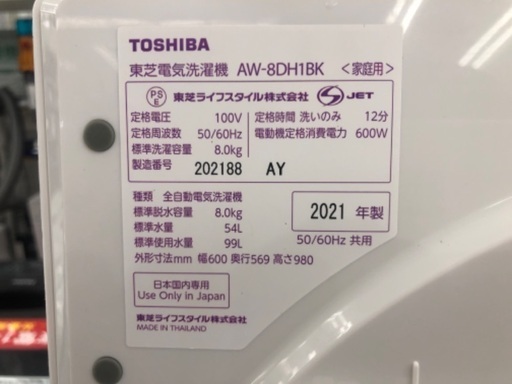 TOSHIBA
東芝電気洗濯機 AW-8DH1BK <家庭用>
PS E 東芝ライフスタイル株式会社 S JET
定格電圧 100V
定格周波数 50/60Hz
標準洗濯容量 8.0kg
製造番号 202188 AY
定格時間 洗いのみ 12分
電動機定格消費電力 600W
種類 全自動電気洗濯機
標準脱水容量 8.0kg
標準水量 54L
標準使用水量 99L
外形寸法mm 幅600 奥行569 高さ980
2021 年製
50/60Hz 共用
日本国内専用
Use Only in Japan
東芝ライフスタイル株式会社
MADE IN THAILAND